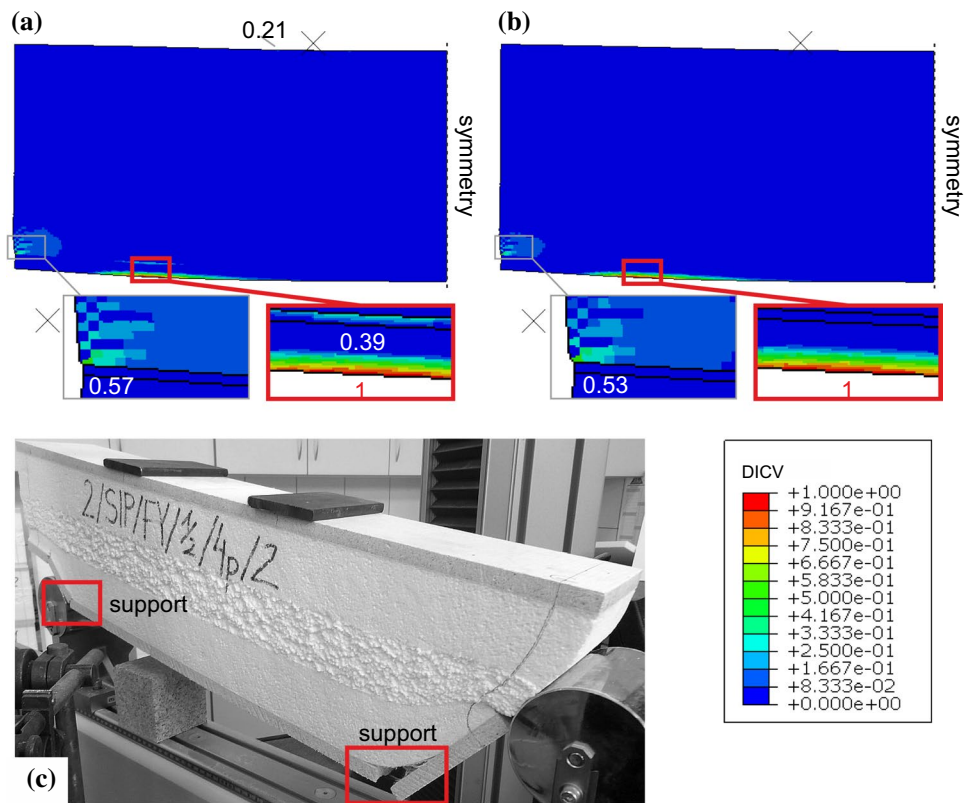 (a)
0.21
symmetry
0.57
0.39
1
(b)
symmetry
0.53
1
2/SIP/FY/1/2/4p/2
support
support
(c)
DICV
+1.000e+00
+9.167e-01
+8.333e-01
+7.500e-01
+6.667e-01
+5.833e-01
+5.000e-01
+4.167e-01
+3.333e-01
+2.500e-01
+1.667e-01
+8.333e-02
+0.000e+00